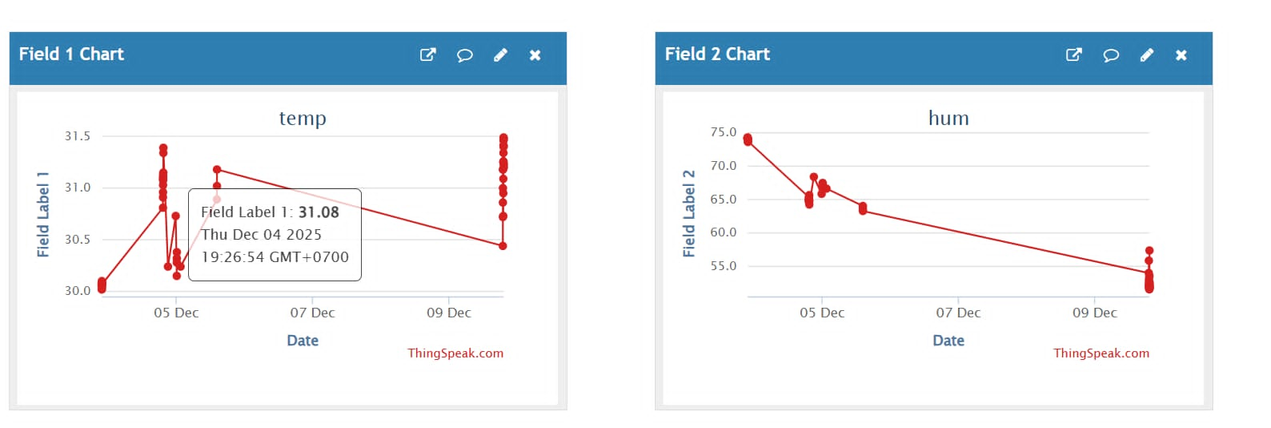 Field 1 Chart
temp
31.5
31.0
30.5
30.0
Field Label 1
Field Label 1: 31.08
Thu Dec 04 2025
19:26:54 GMT+0700
05 Dec
07 Dec
09 Dec
Date
ThingSpeak.com
Field 2 Chart
hum
75.0
70.0
65.0
60.0
55.0
Field Label 2
05 Dec
07 Dec
09 Dec
Date
ThingSpeak.com